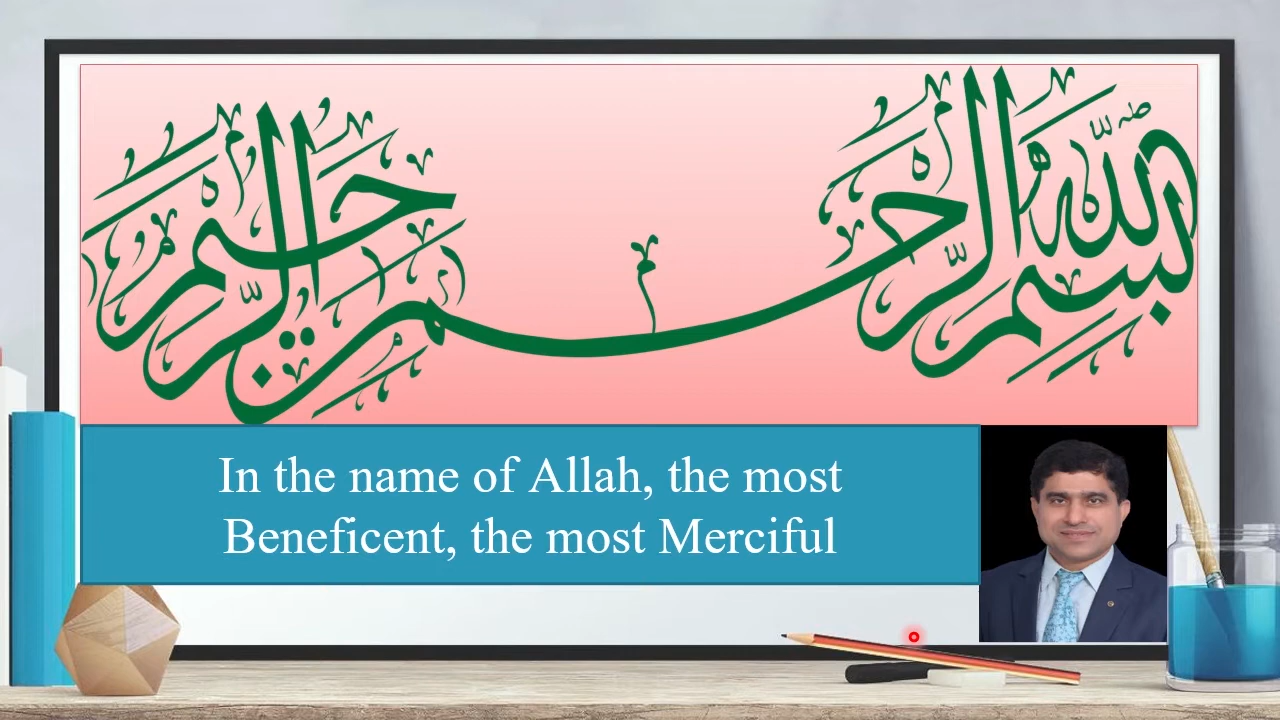 بسم الله الرحمن الرحيم
In the name of Allah, the most
Beneficent, the most Merciful